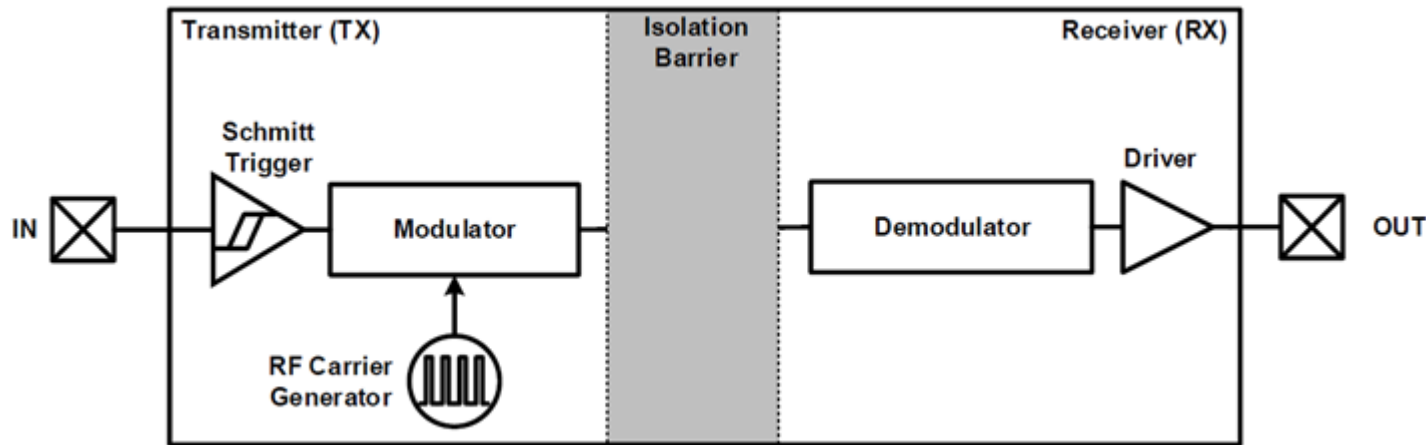 Transmitter (TX)
Isolation
Barrier
Receiver (RX)
Schmitt
Trigger
Driver
IN
Modulator
Demodulator
OUT
RF Carrier
Generator